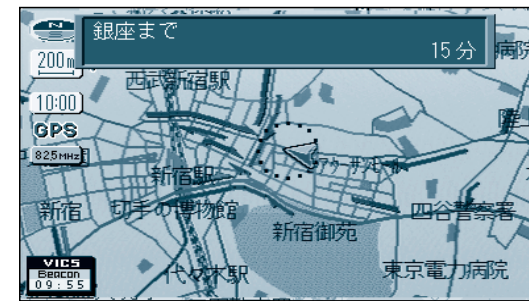 銀座まで
15分
200m
病院
西武新宿駅
10:00
GPS
825MHz
新宿駅
新宿
切手の博物館
四谷警察署
新宿御苑
VICS
Beacon
09:55
代々木駅
東京電力病院